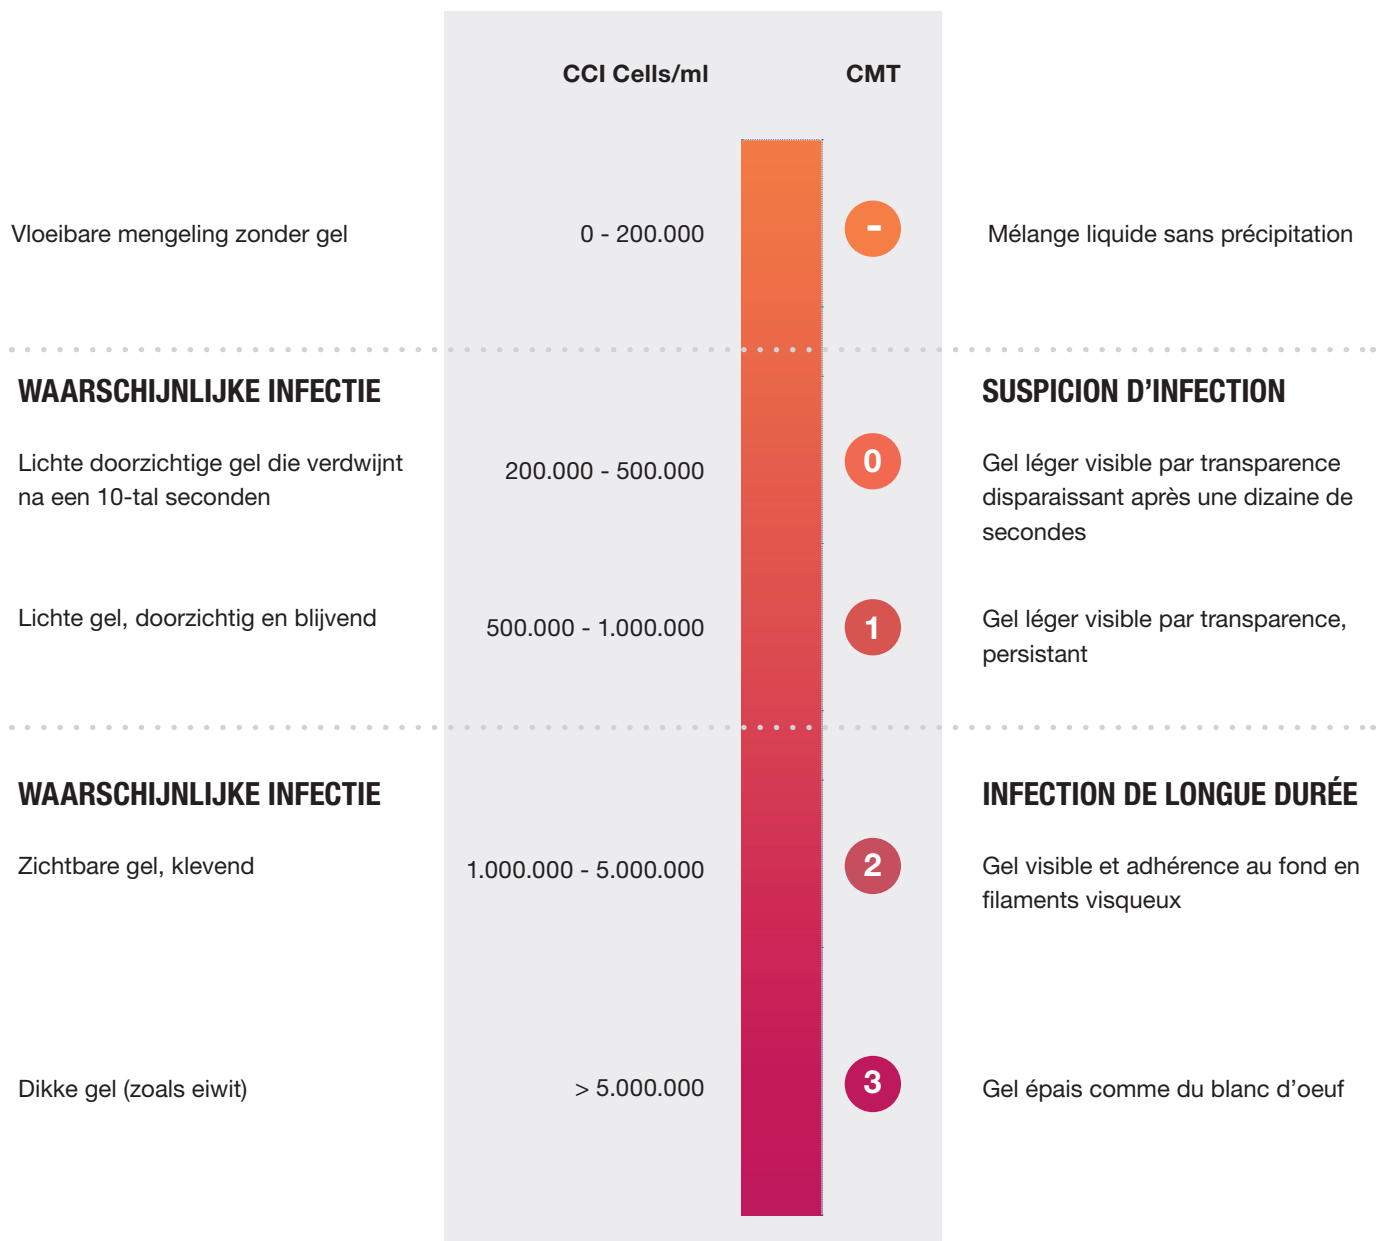 CCI Cells/ml
CMT
Vloeibare mengeling zonder gel
0 - 200.000
-
Mélange liquide sans précipitation
WAARSCHIJNLIJKE INFECTIE
SUSPICION D’INFECTION
Lichte doorzichtige gel die verdwijnt
na een 10-tal seconden
200.000 - 500.000
0
Gel léger visible par transparence
disparaissant après une dizaine de
secondes
Lichte gel, doorzichtig en blijvend
500.000 - 1.000.000
1
Gel léger visible par transparence,
persistant
WAARSCHIJNLIJKE INFECTIE
INFECTION DE LONGUE DURÉE
Zichtbare gel, klevend
1.000.000 - 5.000.000
2
Gel visible et adhérence au fond en
filaments visqueux
Dikke gel (zoals eiwit)
> 5.000.000
3
Gel épais comme du blanc d’oeuf